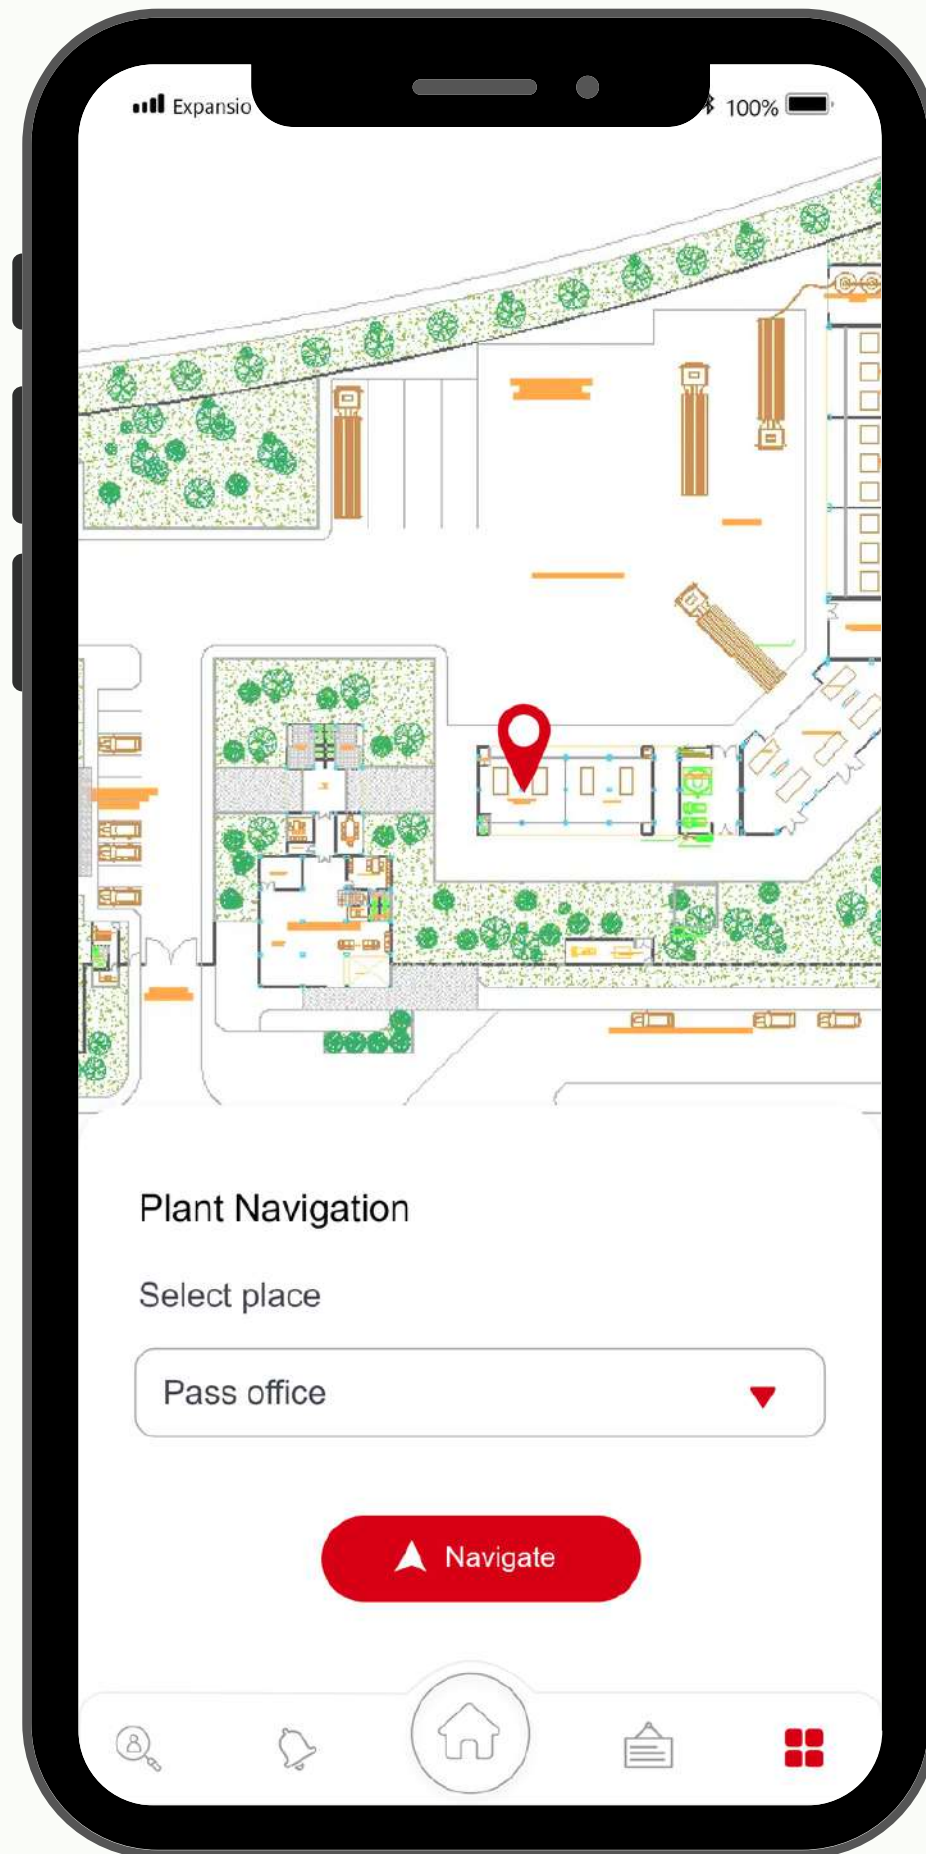 Expansio
100%
Plant Navigation
Select place
Pass office
Navigate